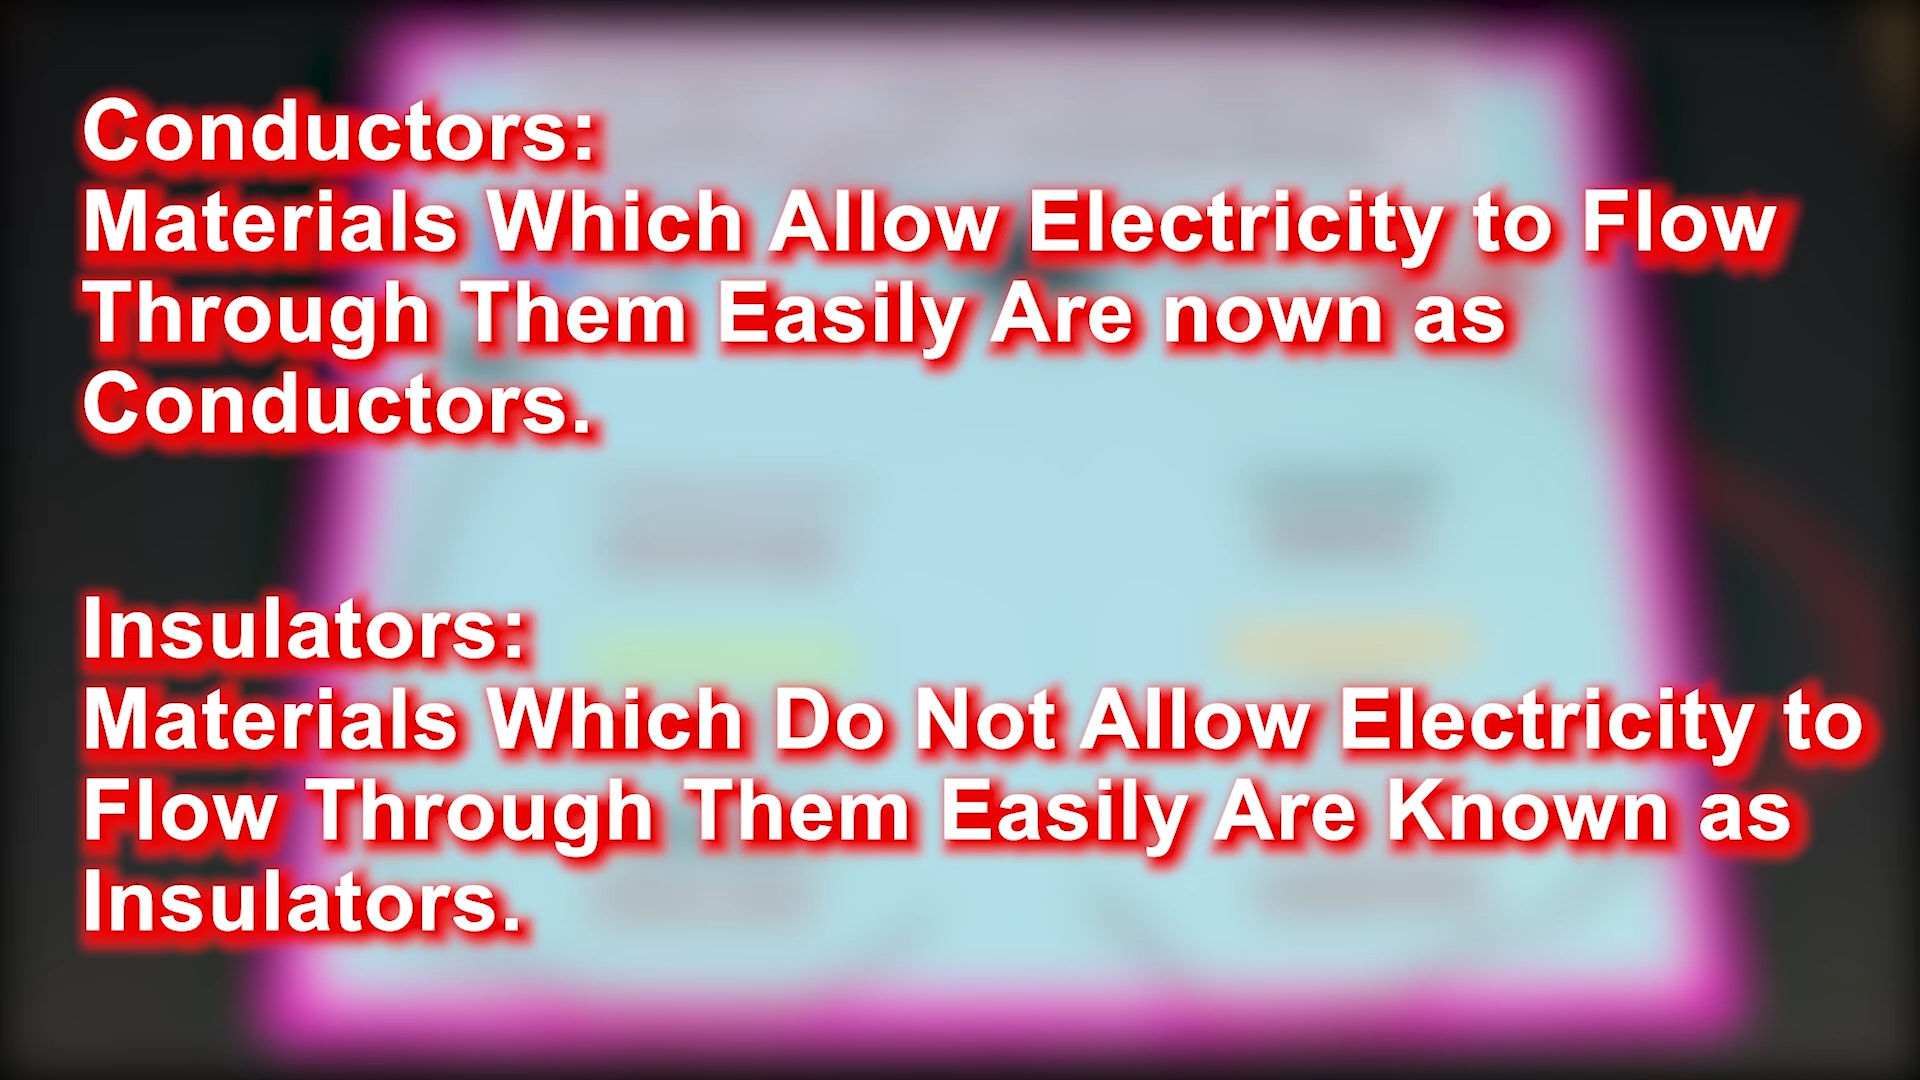 Conductors:
Materials Which Allow Electricity to Flow
Through Them Easily Are nown as
Conductors.
Insulators:
Materials Which Do Not Allow Electricity to
Flow Through Them Easily Are Known as
Insulators.